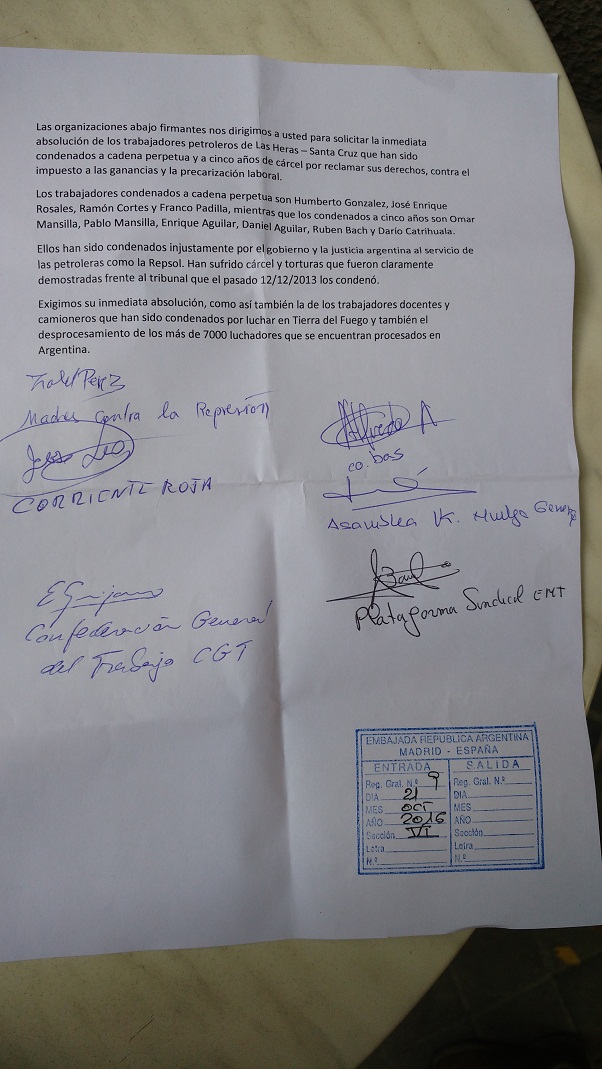 Las organizaciones abajo firmantes nos dirigimos a usted para solicitar la inmediata
absolución de los trabajadores petroleros de Las Heras – Santa Cruz que han sido
condenados a cadena perpetua y a cinco años de cárcel por reclamar sus derechos, contra el
impuesto a las ganancias y la precarización laboral.
Los trabajadores condenados a cadena perpetua son Humberto Gonzalez, José Enrique
Rosales, Ramón Cortes y Franco Padilla, mientras que los condenados a cinco años son Omar
Mansilla, Pablo Mansilla, Enrique Aguilar, Daniel Aguilar, Ruben Bach y Darío Catrihuala.
Ellos han sido condenados injustamente por el gobierno y la justicia argentina al servicio de
las petroleras como la Repsol. Han sufrido cárcel y torturas que fueron claramente
demostradas frente al tribunal que el pasado 12/12/2013 los condenó.
Exigimos su inmediata absolución, como así también la de los trabajadores docentes y
camioneros que han sido condenados por luchar en Tierra del Fuego y también el
desprocesamiento de los más de 7000 luchadores que se encuentran procesados en
Argentina.
Perez
Madres Contra la Represión
CORRIENTE ROJA
Alfredo A
co.bas
Asamblea V. Huelga General
Plataforma Sindical EMT
Confederación General
del Trabajo CGT
EMBAJADA REPUBLICA ARGENTINA
MADRID - ESPAÑA
ENTRADA SALIDA
Reg. Gral. N.º 9 Reg. Gral. N.º
DIA 21 DIA
MES OCT MES
AÑO 2016 AÑO
Sección VI Sección
Letra Letra
N.º N.º